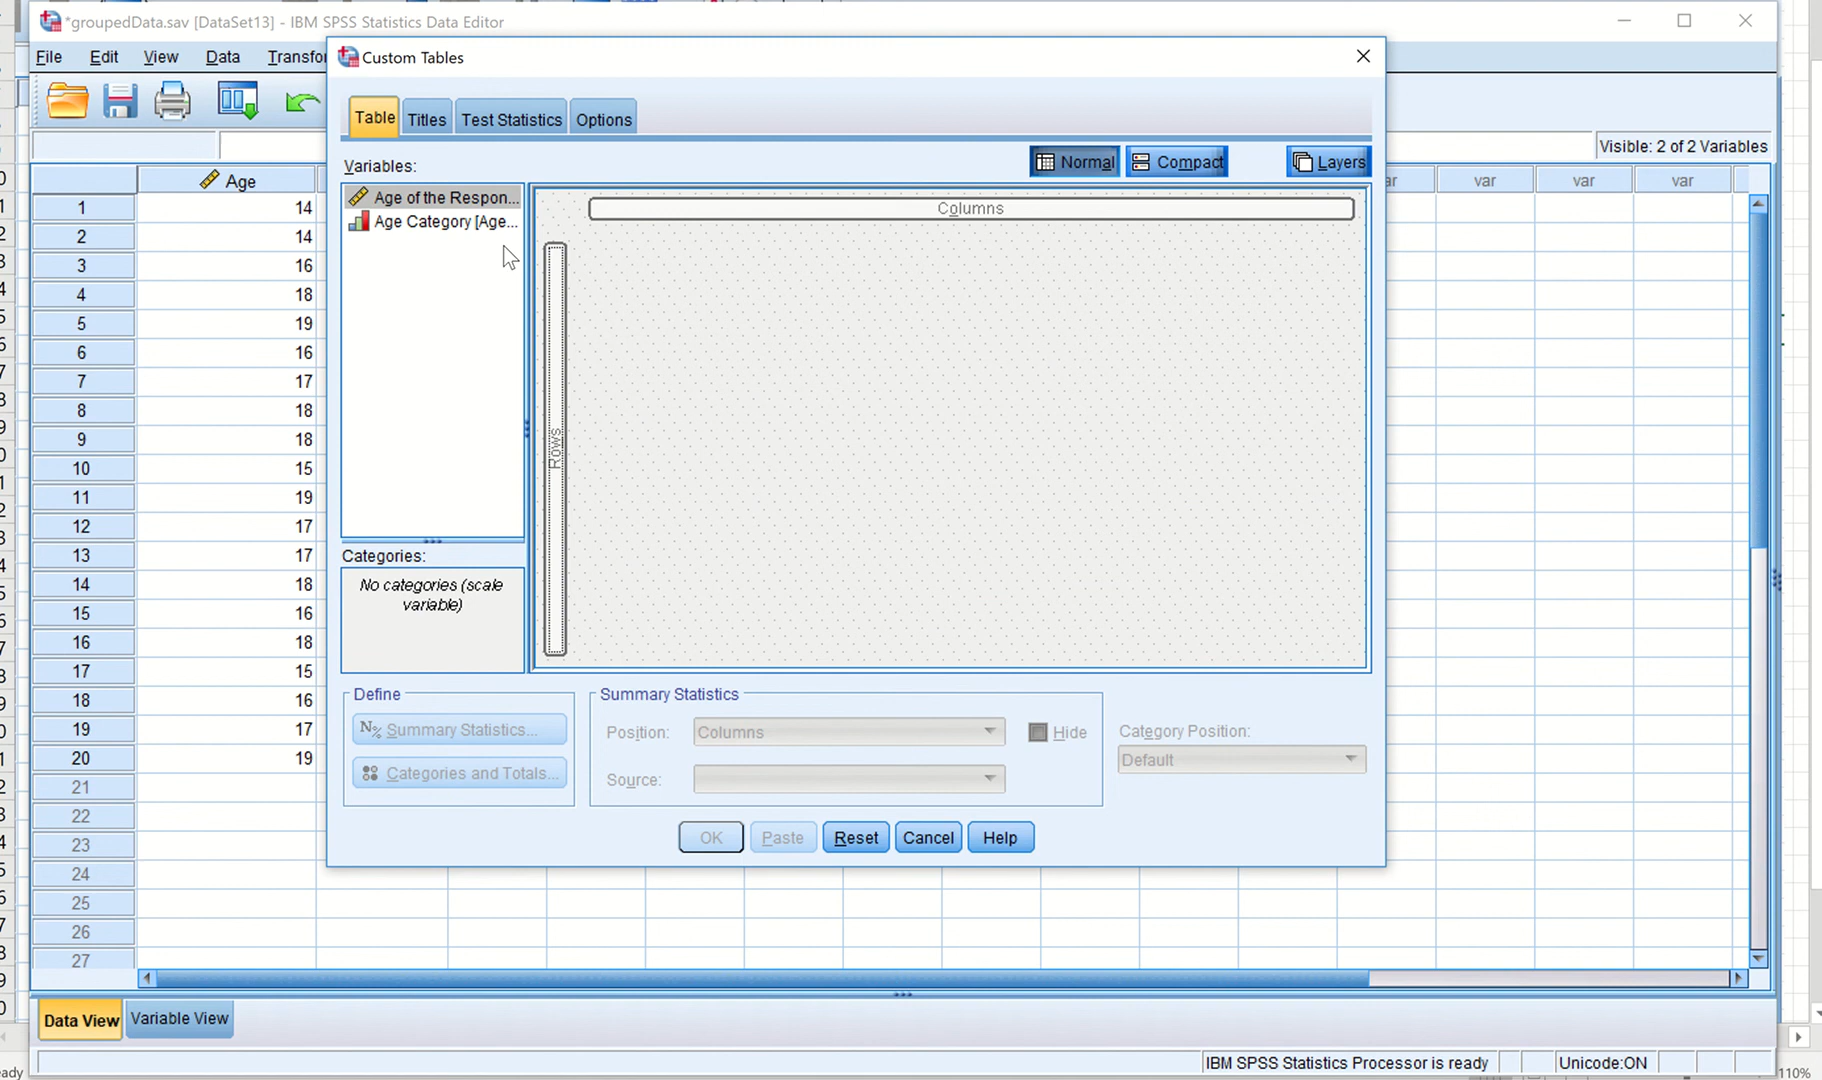 *groupedData.sav [DataSet13] - IBM SPSS Statistics Data Editor
File Edit View Data Transfor
Custom Tables
Table Titles Test Statistics Options
Visible: 2 of 2 Variables
Variables:
Normal Compact Layers
Age
var var var
Age of the Respon...
Age Category [Age...
Columns
Rows
1 14
2 14
3 16
4 18
5 19
6 16
7 17
8 18
9 18
10 15
11 19
12 17
13 17
14 18
15 16
16 18
17 15
18 16
19 17
20 19
21
22
23
24
25
26
27
Categories:
No categories (scale
variable)
Define
N% Summary Statistics...
Categories and Totals...
Summary Statistics
Position: Columns Hide
Source:
Category Position:
Default
OK Paste Reset Cancel Help
Data View Variable View
IBM SPSS Statistics Processor is ready Unicode:ON
eady
110%